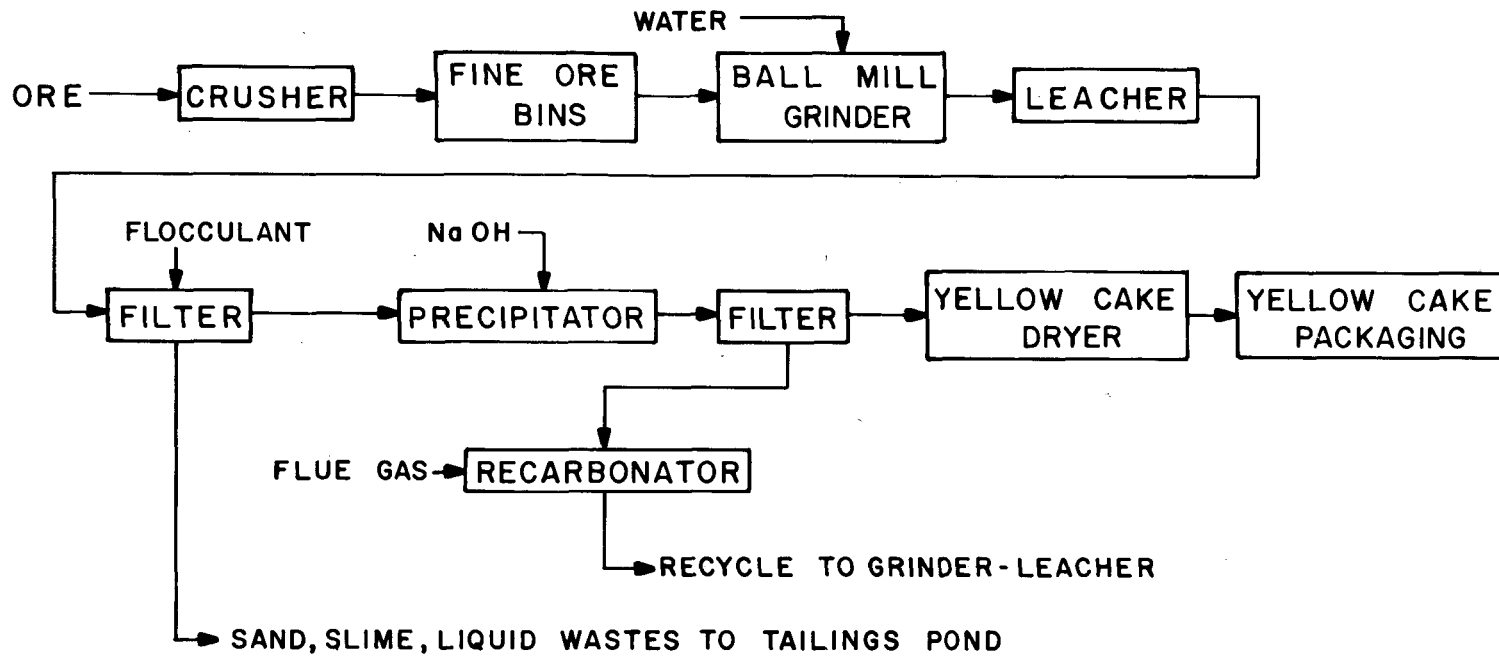 WATER
ORE
CRUSHER
FINE ORE
BINS
BALL MILL
GRINDER
LEACHER
FLOCCULANT
NaOH
FILTER
PRECIPITATOR
FILTER
YELLOW CAKE
DRYER
YELLOW CAKE
PACKAGING
FLUE GAS
RECARBONATOR
RECYCLE TO GRINDER-LEACHER
SAND, SLIME, LIQUID WASTES TO TAILINGS POND